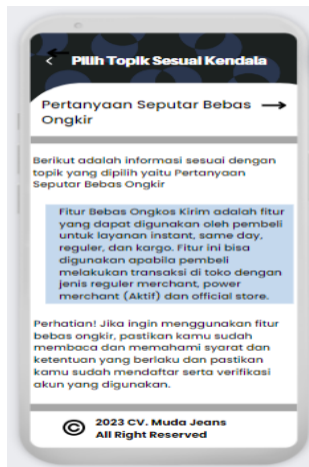 Pilih Topik Sesuai Kendala
Pertanyaan Seputar Bebas
Ongkir
Berikut adalah informasi sesuai dengan
topik yang dipilih yaitu Pertanyaan
Seputar Bebas Ongkir
Fitur Bebas Ongkos Kirim adalah fitur
yang dapat digunakan oleh pembeli
untuk layanan instant, same day,
reguler, dan kargo. Fitur ini bisa
digunakan apabila pembeli
melakukan transaksi di toko dengan
jenis reguler merchant, power
merchant (Aktif) dan official store.
Perhatian! Jika ingin menggunakan fitur
bebas ongkir, pastikan kamu sudah
membaca dan memahami syarat dan
ketentuan yang berlaku dan pastikan
kamu sudah mendaftar serta verifikasi
akun yang digunakan.
© 2023 CV. Muda Jeans
All Right Reserved